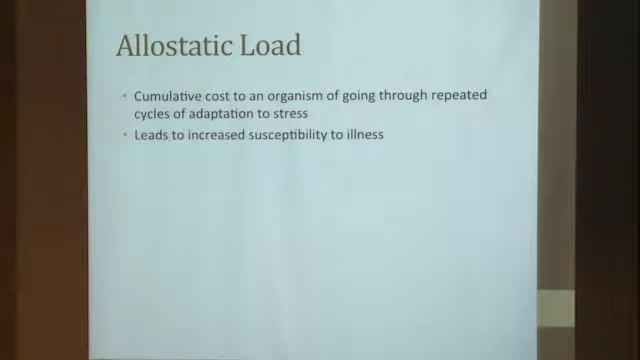 Allostatic Load
• Cumulative cost to an organism of going through repeated
cycles of adaptation to stress
• Leads to increased susceptibility to illness